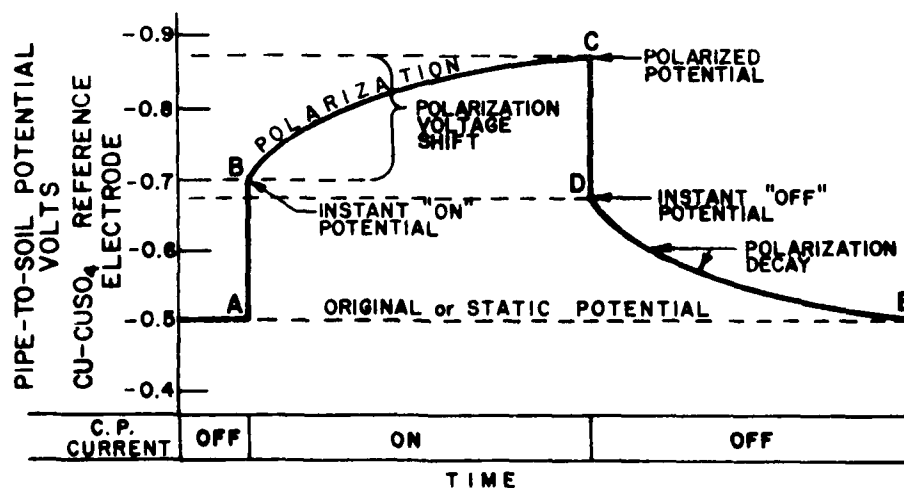 PIPE-TO-SOIL POTENTIAL
VOLTS
CU-CUSO4 REFERENCE
ELECTRODE
-0.9
-0.8
-0.7
-0.6
-0.5
-0.4
A
B
C
D
E
POLARIZATION
POLARIZATION
VOLTAGE
SHIFT
POLARIZED
POTENTIAL
INSTANT "ON"
POTENTIAL
INSTANT "OFF"
POTENTIAL
POLARIZATION
DECAY
ORIGINAL or STATIC POTENTIAL
C.P.
CURRENT
OFF
ON
OFF
TIME